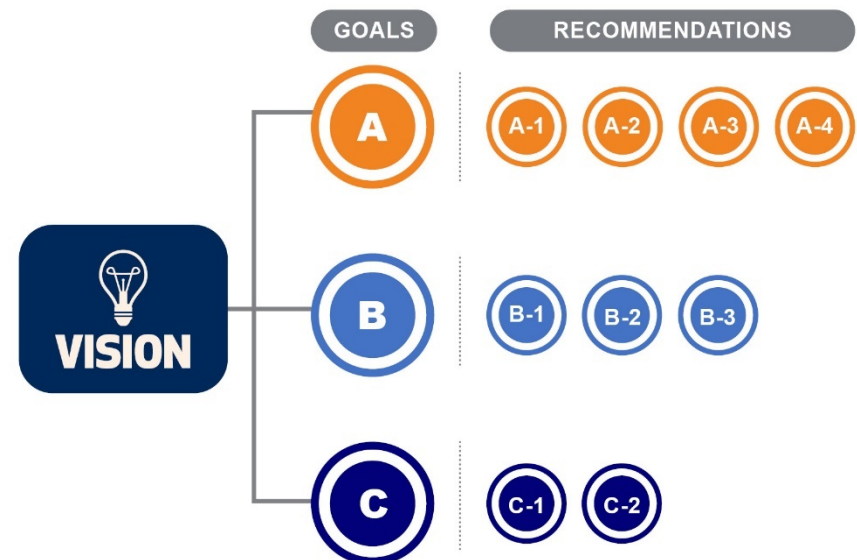 GOALS
RECOMMENDATIONS
A
A-1 A-2 A-3 A-4
VISION
B
B-1 B-2 B-3
C
C-1 C-2